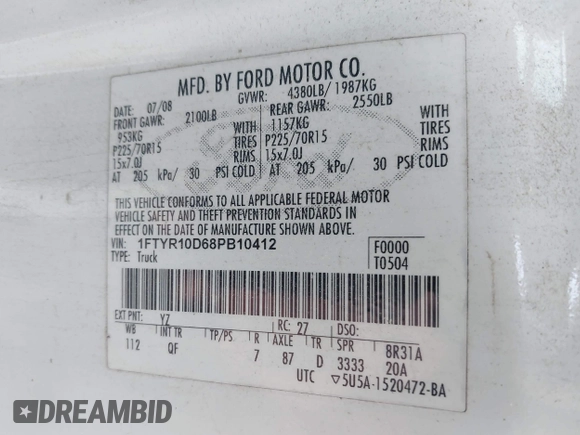 MFD. BY FORD MOTOR CO.
DATE: 07/08 GVWR: 4380LB/ 1987KG
FRONT GAWR: 2100LB REAR GAWR: 2550LB
953KG WITH 1157KG WITH
P225/70R15 TIRES P225/70R15 TIRES
15x7.0J RIMS 15x7.0J RIMS
AT 205 kPa/ 30 PSI COLD AT 205 kPa/ 30 PSI COLD
Ford
THIS VEHICLE CONFORMS TO ALL APPLICABLE FEDERAL MOTOR
VEHICLE SAFETY AND THEFT PREVENTION STANDARDS IN
EFFECT ON THE DATE OF MANUFACTURE SHOWN ABOVE.
VIN: 1FTYR10D68PB10412 F0000
TYPE: Truck T0504
EXT PNT: YZ RC: 27 DSO:
WB INT TR TP/PS R AXLE TR SPR 8R31A
112 QF 7 87 D 3333 20A
UTC ▽5U5A-1520472-BA
DREAMBID